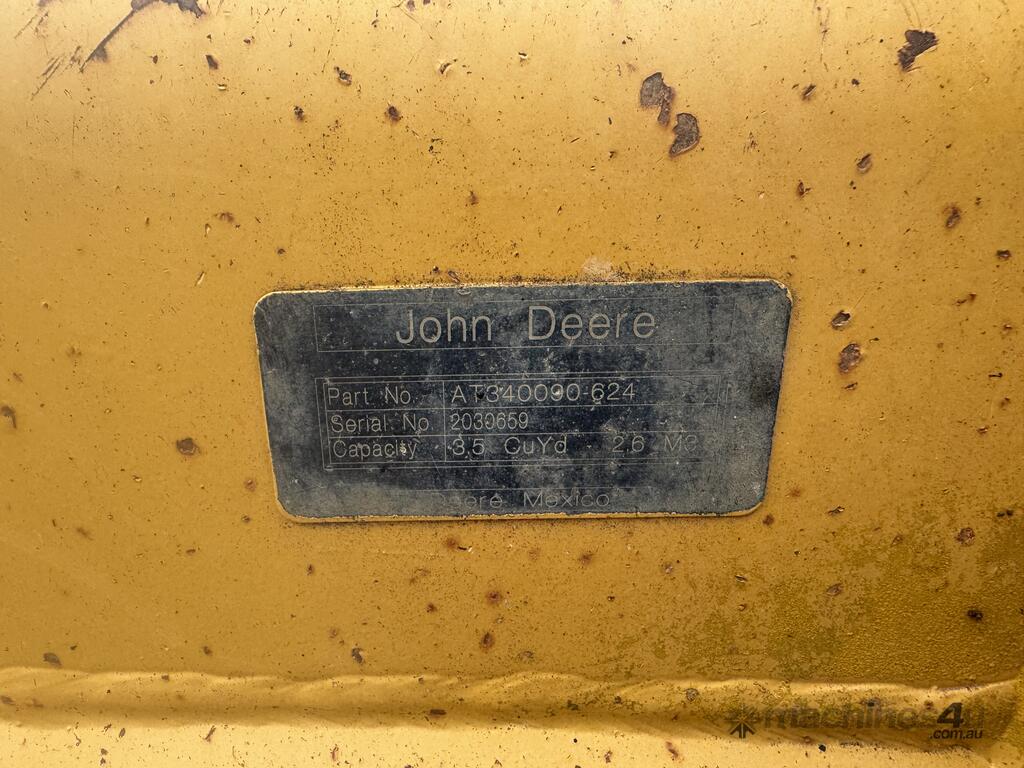 John Deere
Part No. AT340090-624
Serial No 2030659
Capacity 3.5 CuYd 2.6 M3
Deere Mexico
machines4u
.com.au